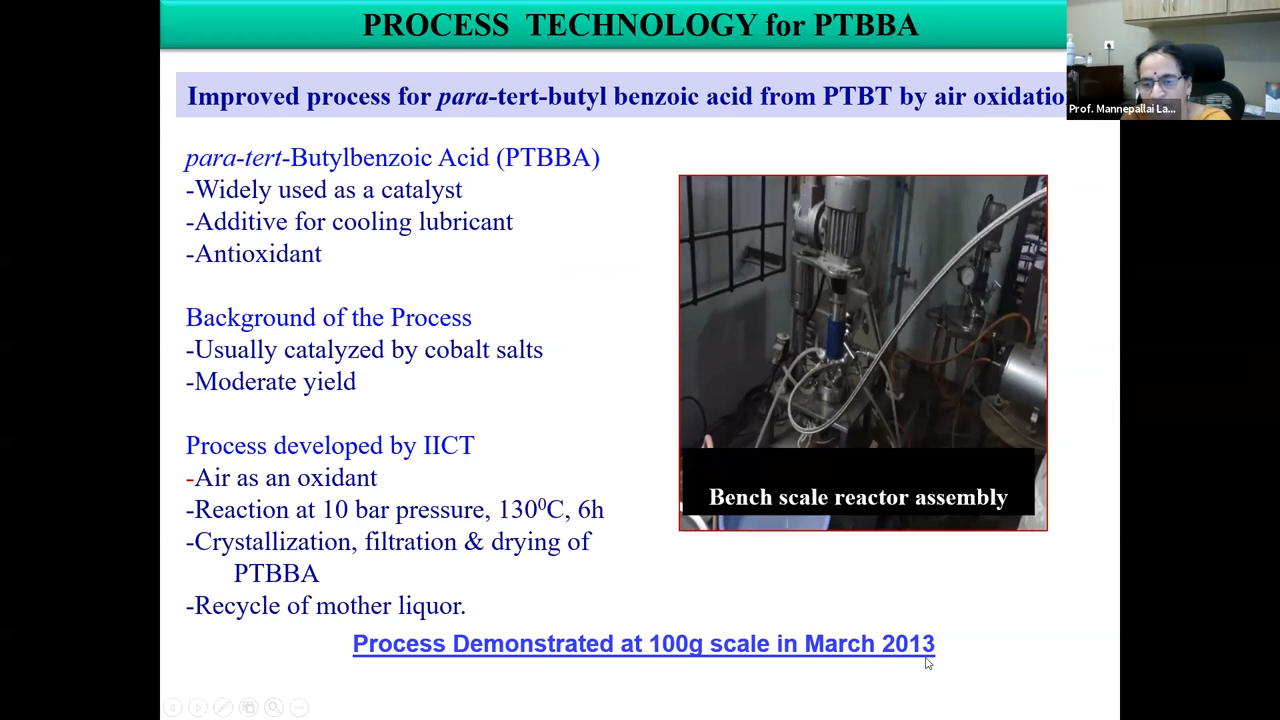 PROCESS TECHNOLOGY for PTBBA
Improved process for para-tert-butyl benzoic acid from PTBT by air oxidatio
Prof. Mannepallai La...
para-tert-Butylbenzoic Acid (PTBBA)
-Widely used as a catalyst
-Additive for cooling lubricant
-Antioxidant
Background of the Process
-Usually catalyzed by cobalt salts
-Moderate yield
Process developed by IICT
-Air as an oxidant
-Reaction at 10 bar pressure, 130⁰C, 6h
-Crystallization, filtration & drying of
PTBBA
-Recycle of mother liquor.
Bench scale reactor assembly
Process Demonstrated at 100g scale in March 2013